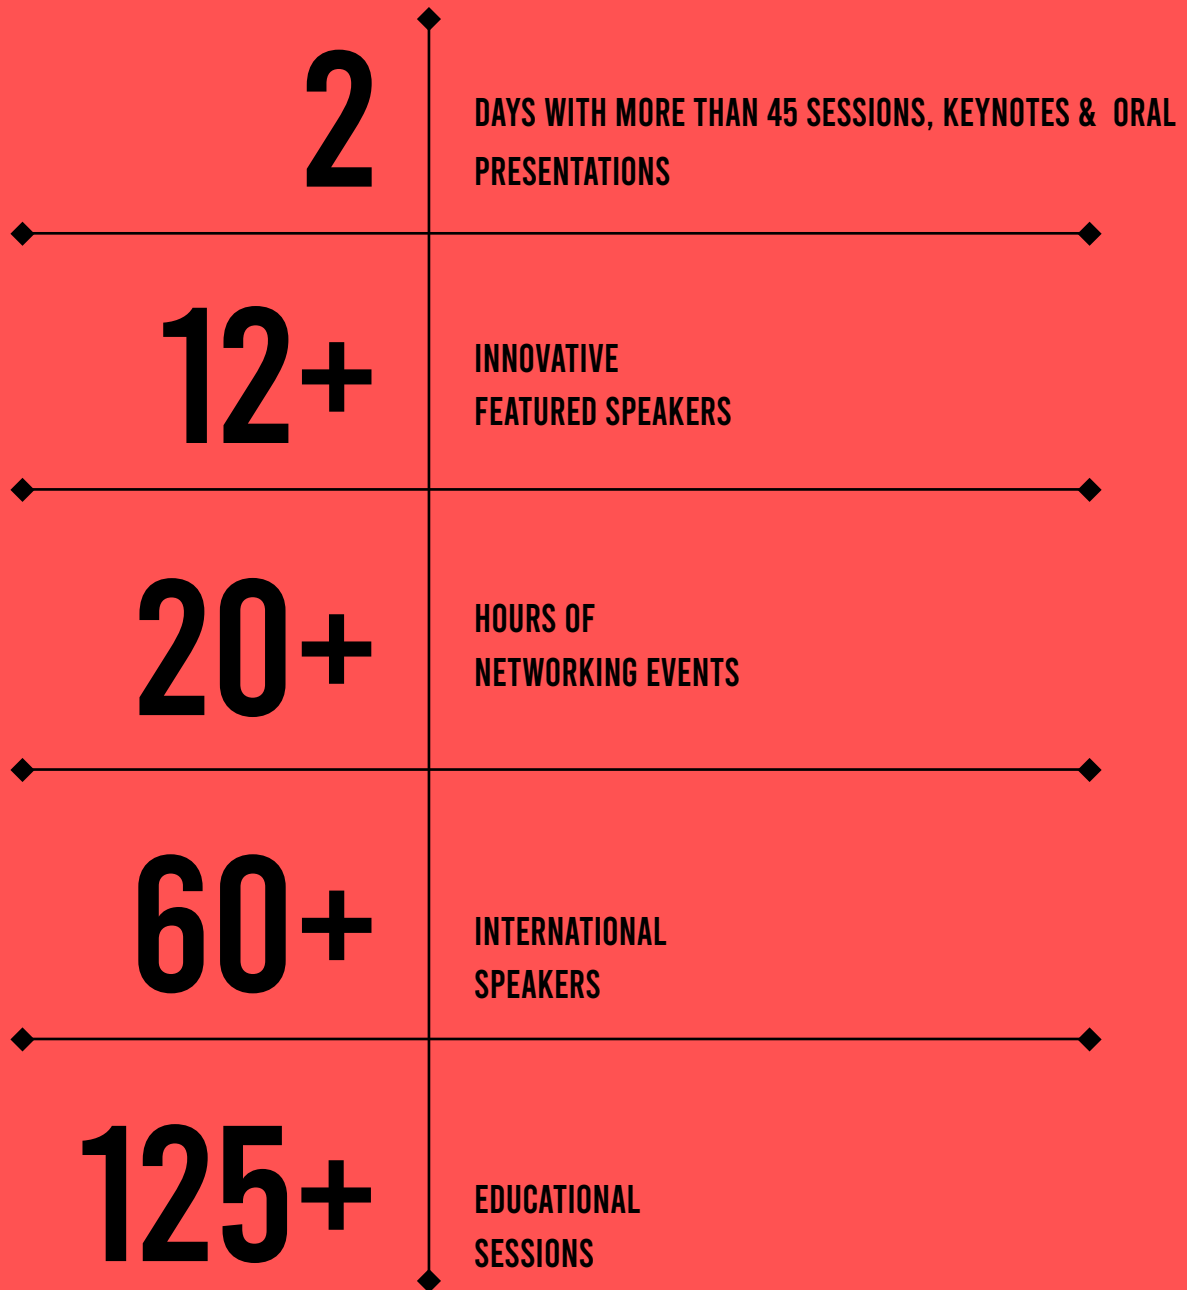 2
DAYS WITH MORE THAN 45 SESSIONS, KEYNOTES & ORAL
PRESENTATIONS
12+
INNOVATIVE
FEATURED SPEAKERS
20+
HOURS OF
NETWORKING EVENTS
60+
INTERNATIONAL
SPEAKERS
125+
EDUCATIONAL
SESSIONS